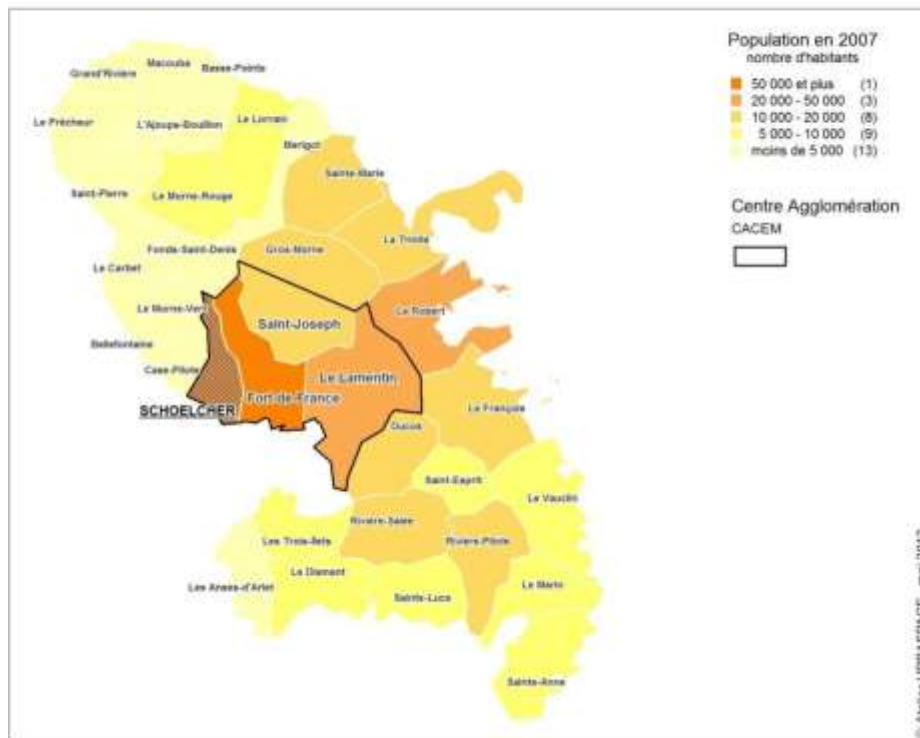 Population en 2007
nombre d'habitants
50 000 et plus (1)
20 000 - 50 000 (3)
10 000 - 20 000 (8)
5 000 - 10 000 (9)
moins de 5 000 (13)
Centre Agglomération
CACEM
Macouba
Grand'Rivière
Basse-Pointe
Le Prêcheur
L'Ajoupa-Bouillon
Le Lorrain
Marigot
Sainte-Marie
Saint-Pierre
Le Morne-Rouge
La Trinité
Fonds-Saint-Denis
Gros-Morne
Le Carbet
Le Morne-Vert
Le Robert
Saint-Joseph
Bellefontaine
Case-Pilote
Le Lamentin
Fort-de-France
SCHOELCHER
Le François
Ducos
Saint-Esprit
Le Vauclin
Rivière-Salée
Les Trois-Ilets
Rivière-Pilote
Le Diamant
Les Anses-d'Arlet
Le Marin
Sainte-Luce
Sainte-Anne